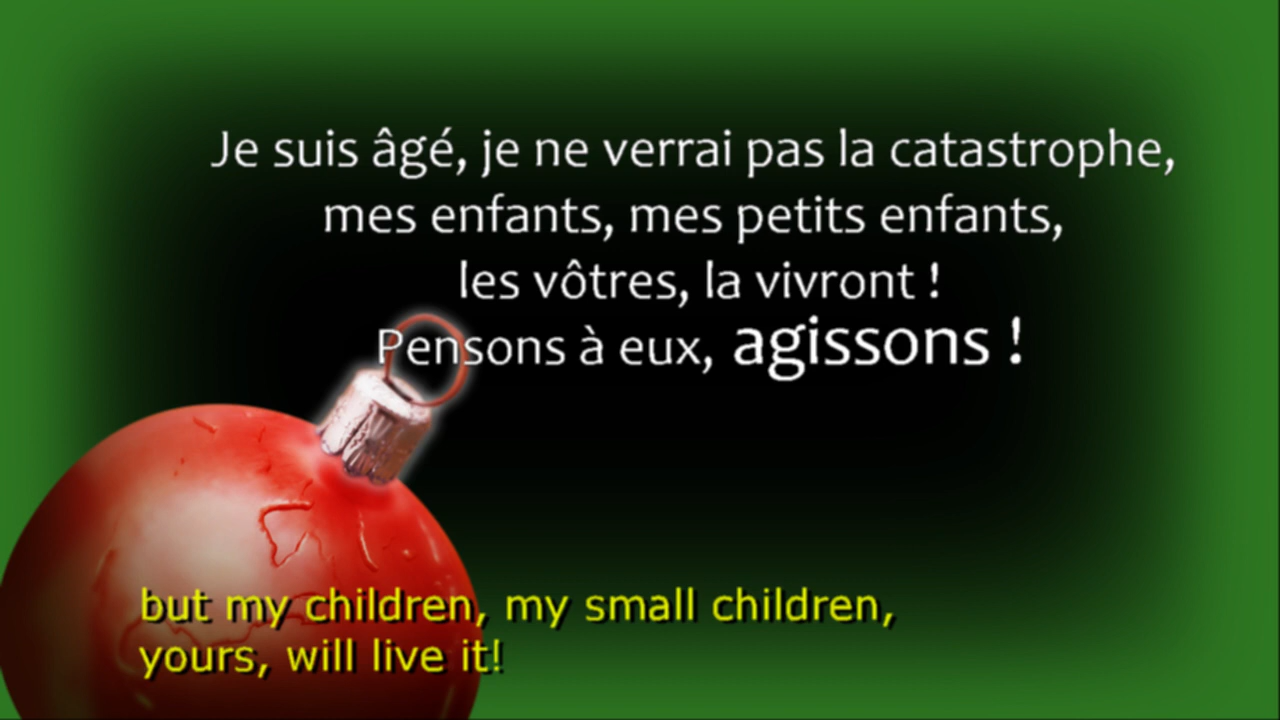 Je suis âgé, je ne verrai pas la catastrophe,
mes enfants, mes petits enfants,
les vôtres, la vivront !
Pensons à eux, agissons !
but my children, my small children,
yours, will live it!